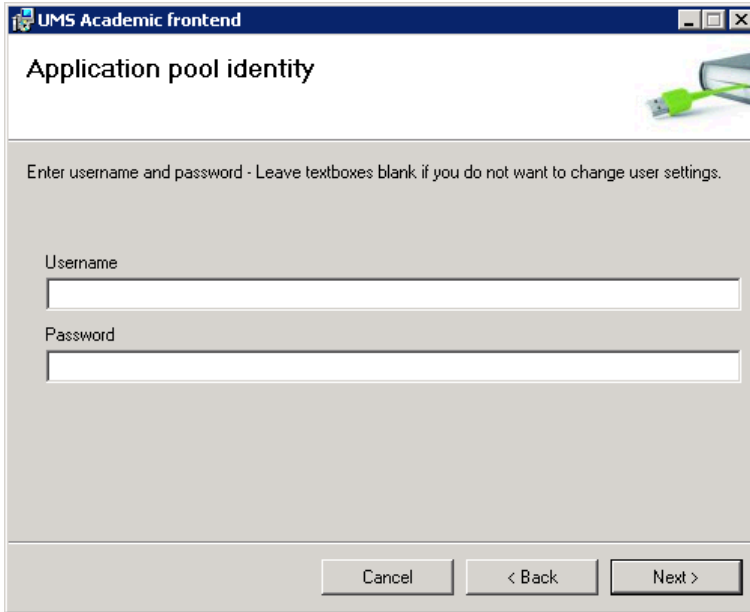 UMS Academic frontend
Application pool identity
Enter username and password - Leave textboxes blank if you do not want to change user settings.
Username
Password
Cancel
< Back
Next >